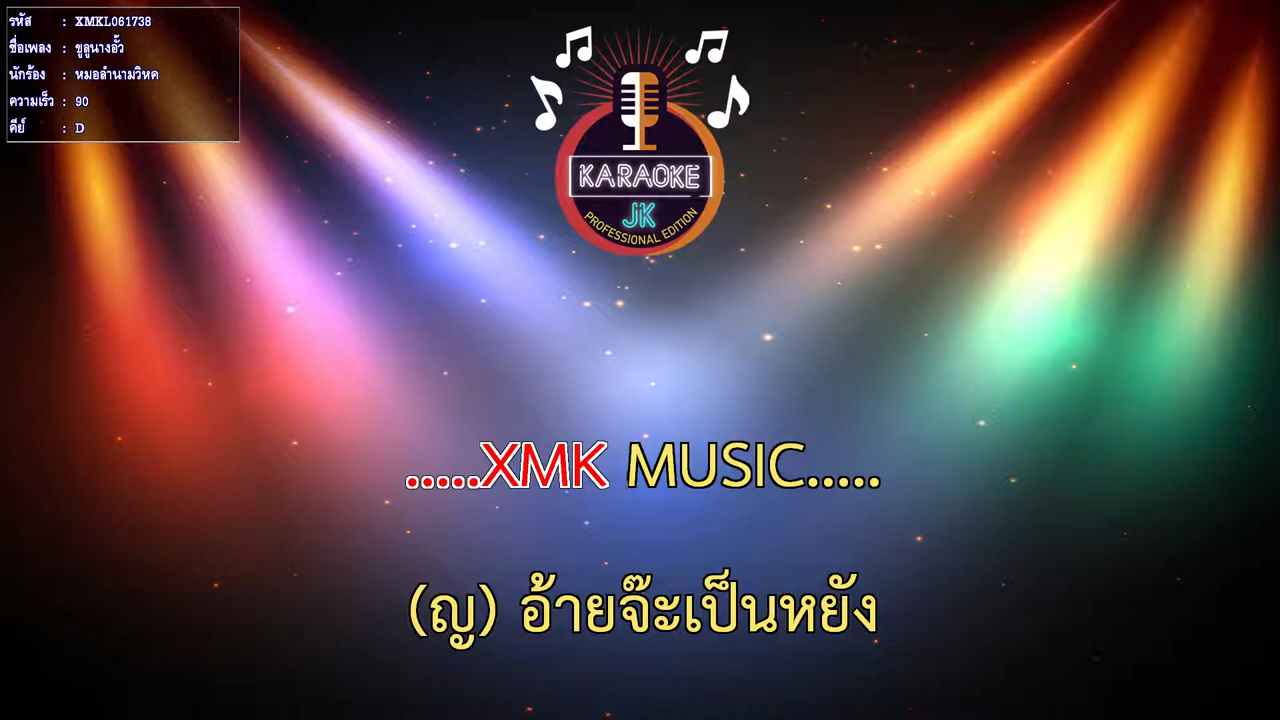 รหัส : XMKL061738
ชื่อเพลง : ขูลูนางอั้ว
นักร้อง : หมอลำนามวิหค
ความเร็ว : 90
คีย์ : D
KARAOKE
JK
PROFESSIONAL EDITION
.....XMK MUSIC.....
(ญ) อ้ายจ๊ะเป็นหยัง